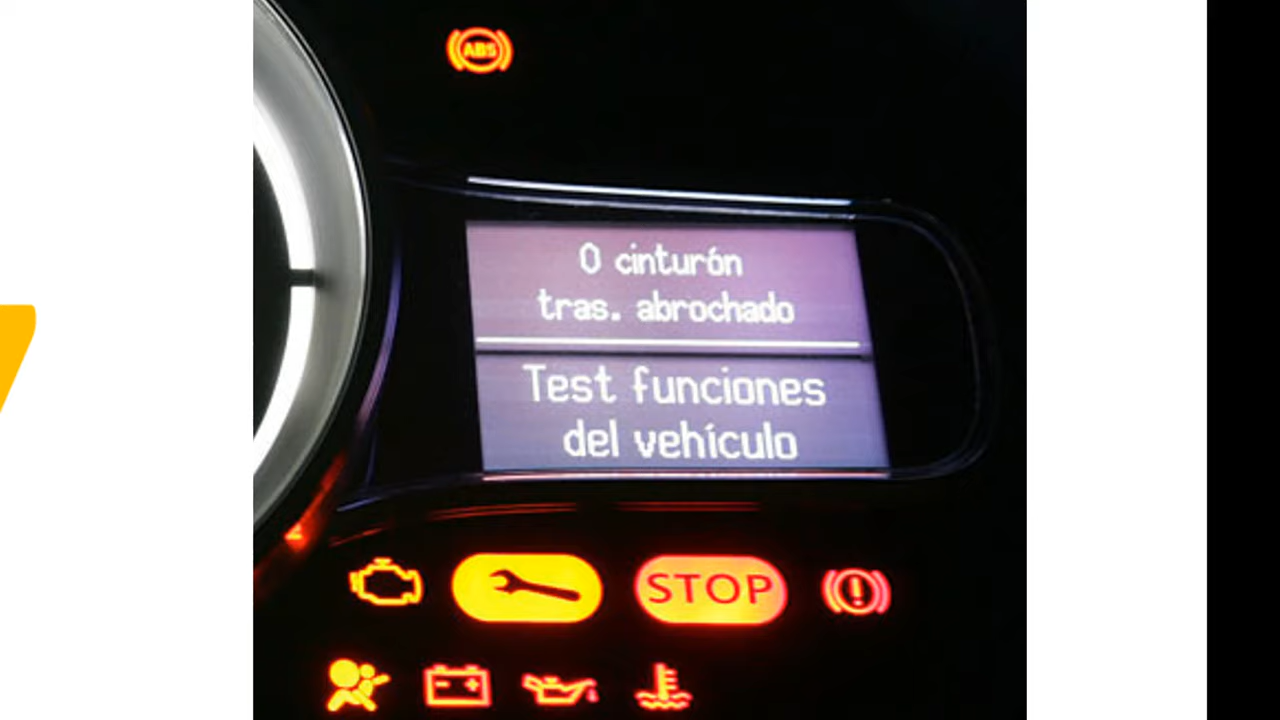 ABS
0 cinturón
tras. abrochado
Test funciones
del vehículo
STOP